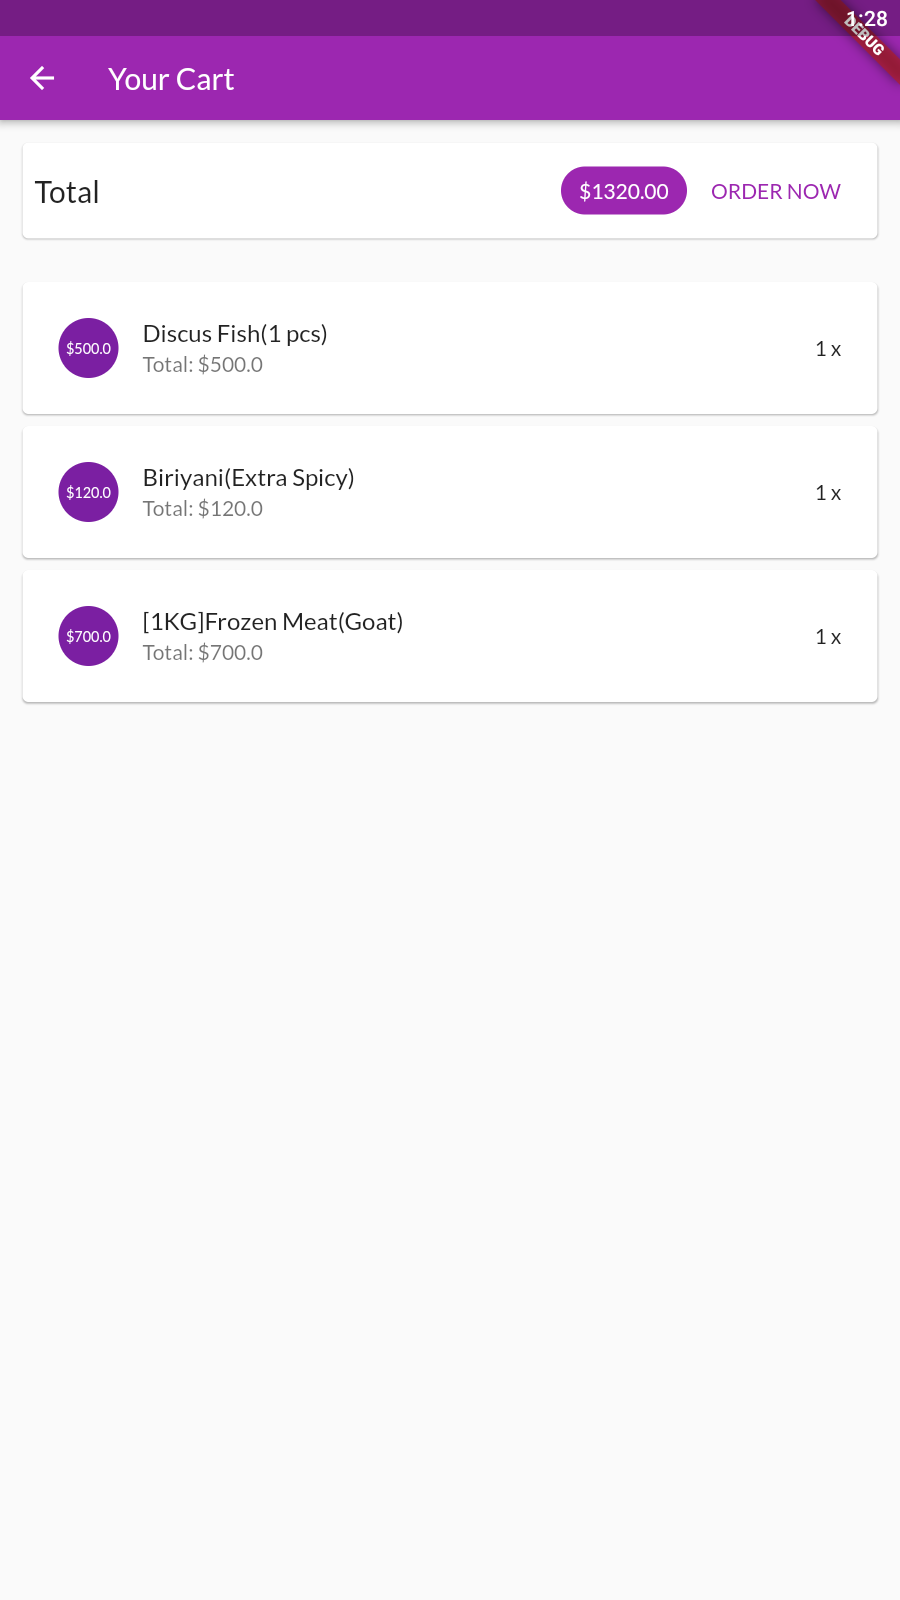 1:28
DEBUG
Your Cart
Total $1320.00 ORDER NOW
$500.0 Discus Fish(1 pcs) 1 x
Total: $500.0
$120.0 Biriyani(Extra Spicy) 1 x
Total: $120.0
$700.0 [1KG]Frozen Meat(Goat) 1 x
Total: $700.0